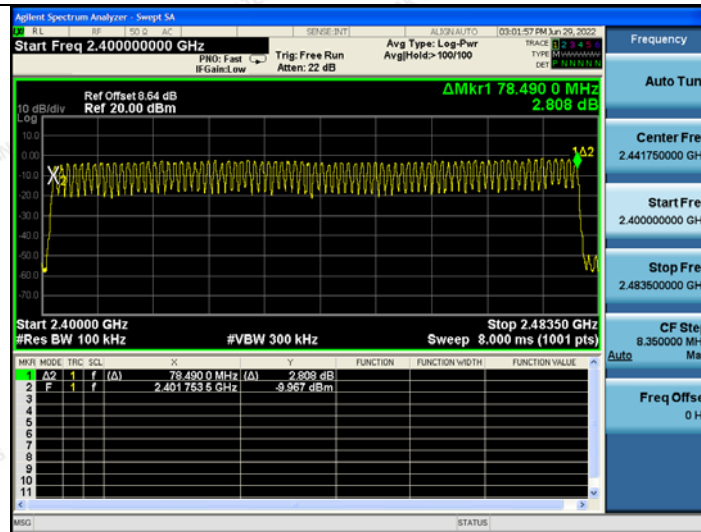 Agilent Spectrum Analyzer - Swept SA
RL RF 50 Ω AC SENSE:INT ALIGN AUTO 03:01:57 PM Jun 29, 2022
Start Freq 2.400000000 GHz
PNO: Fast
IFGain:Low
Trig: Free Run
Atten: 22 dB
Avg Type: Log-Pwr
Avg|Hold:> 100/100
TRACE 1 2 3 4 5 6
TYPE M
DET P N N N N N
Ref Offset 8.64 dB
10 dB/div Ref 20.00 dBm
Log
ΔMkr1 78.490 0 MHz
2.808 dB
10.0
0.00
-10.0
-20.0
-30.0
-40.0
-50.0
-60.0
-70.0
2
1Δ2
Start 2.40000 GHz Stop 2.48350 GHz
#Res BW 100 kHz #VBW 300 kHz Sweep 8.000 ms (1001 pts)
MKR MODE TRC SCL X Y FUNCTION FUNCTION WIDTH FUNCTION VALUE
1 Δ2 1 f (Δ) 78.490 0 MHz (Δ) 2.808 dB
2 F 1 f 2.401 753 5 GHz -9.967 dBm
3
4
5
6
7
8
9
10
11
MSG STATUS
Frequency
Auto Tun
Center Fre
2.441750000 GH
Start Fre
2.400000000 GH
Stop Fre
2.483500000 GH
CF Ste
8.350000 MH
Auto Ma
Freq Offse
0 H